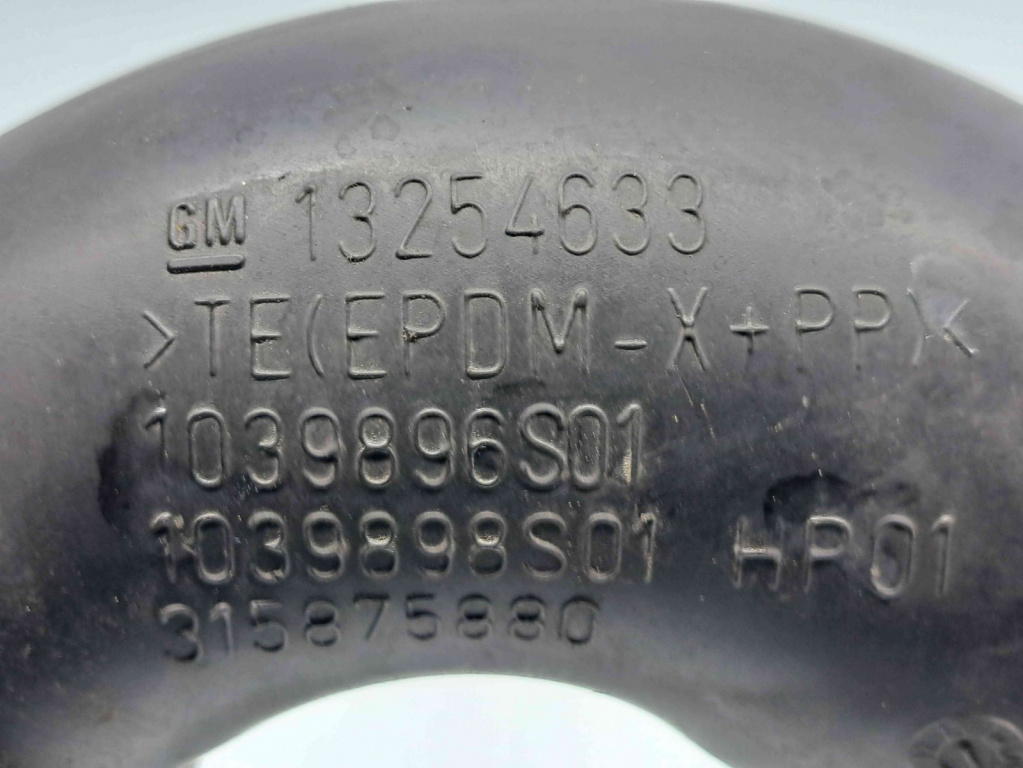 GM 13254633
>TE(EPDM-X+PP)<
1039896S01
1039898S01 HP01
315875880